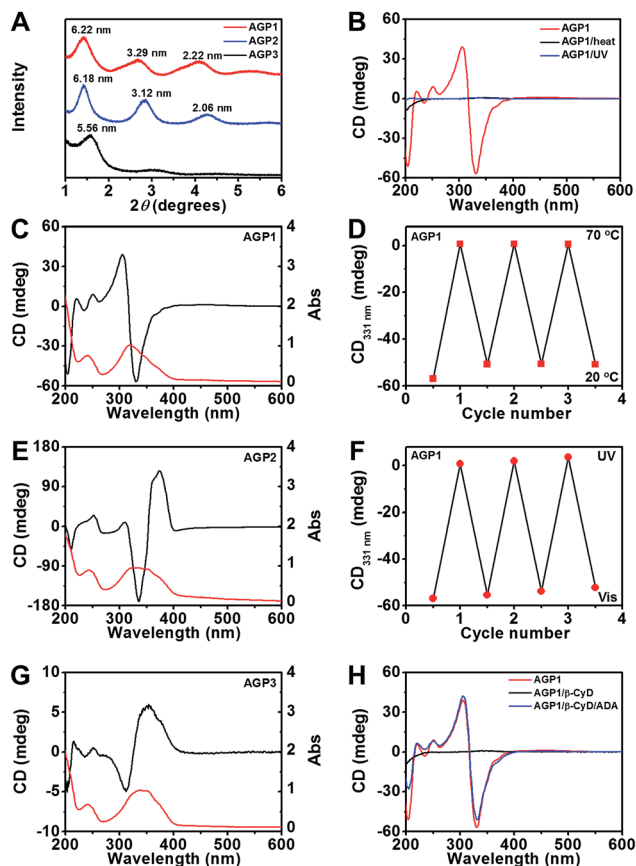 A
AGP1
AGP2
AGP3
6.22 nm
3.29 nm
2.22 nm
6.18 nm
3.12 nm
2.06 nm
5.56 nm
Intensity
1 2 3 4 5 6
2θ (degrees)
B
AGP1
AGP1/heat
AGP1/UV
60
30
0
-30
-60
CD (mdeg)
200 300 400 500 600
Wavelength (nm)
C
AGP1
60
30
0
-30
-60
CD (mdeg)
4
3
2
1
0
Abs
200 300 400 500 600
Wavelength (nm)
D
AGP1
70 °C
20 °C
0
-20
-40
-60
CD331 nm (mdeg)
0 1 2 3 4
Cycle number
E
AGP2
180
90
0
-90
-180
CD (mdeg)
4
3
2
1
0
Abs
200 300 400 500 600
Wavelength (nm)
F
AGP1
UV
Vis
0
-20
-40
-60
CD331 nm (mdeg)
0 1 2 3 4
Cycle number
G
AGP3
10
5
0
-5
-10
CD (mdeg)
4
3
2
1
0
Abs
200 300 400 500 600
Wavelength (nm)
H
AGP1
AGP1/β-CyD
AGP1/β-CyD/ADA
60
30
0
-30
-60
CD (mdeg)
200 300 400 500 600
Wavelength (nm)